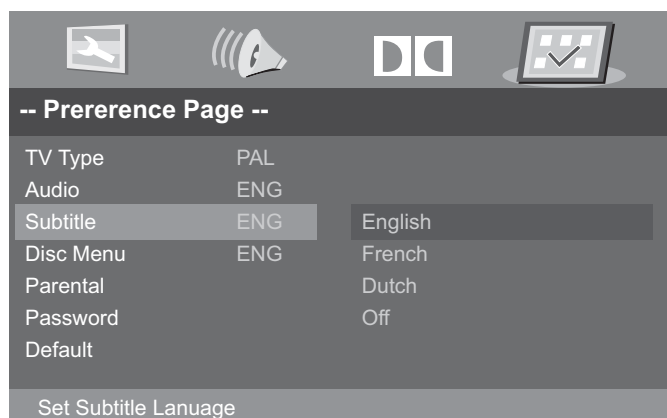 -- Prererence Page --
TV Type PAL
Audio ENG
Subtitle ENG English
Disc Menu ENG French
Parental Dutch
Password Off
Default
Set Subtitle Lanuage